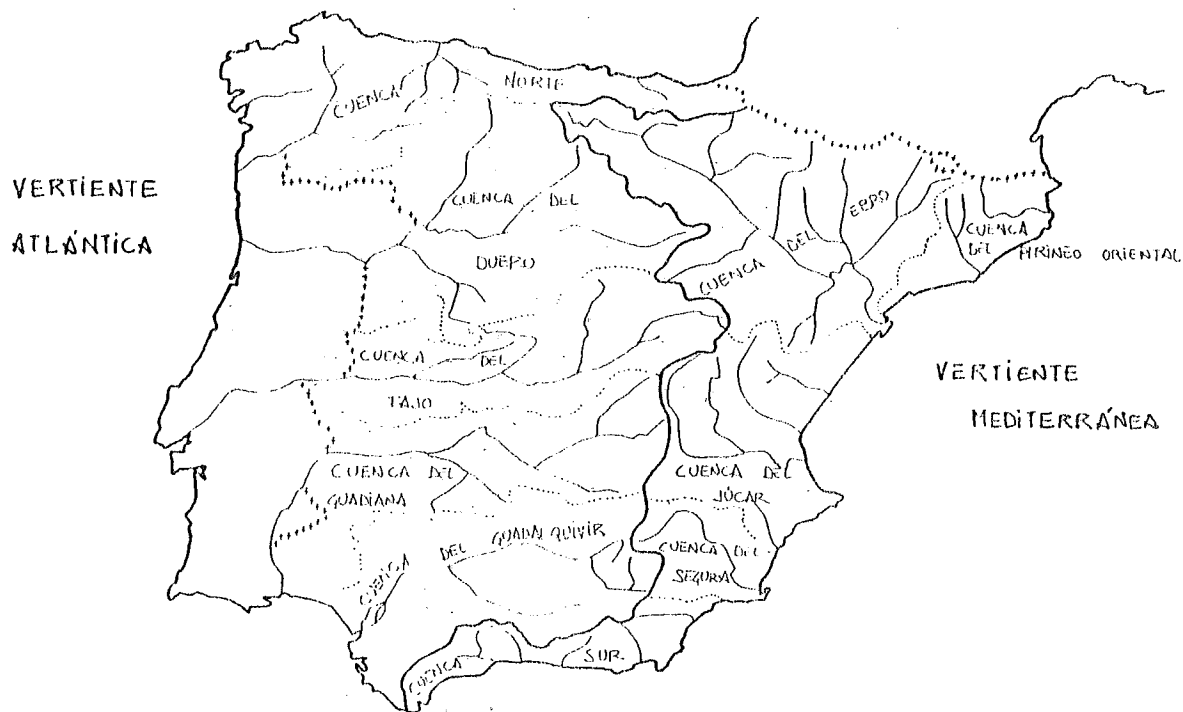 CUENCA NORTE
VERTIENTE
ATLÁNTICA
CUENCA DEL
DUERO
CUENCA DEL EBRO
CUENCA
DEL PIRINEO ORIENTAL
CUENCA DEL
TAJO
VERTIENTE
MEDITERRÁNEA
CUENCA DEL
GUADIANA
CUENCA DEL
JÚCAR
CUENCA DEL GUADALQUIVIR
CUENCA DEL
SEGURA
CUENCA SUR